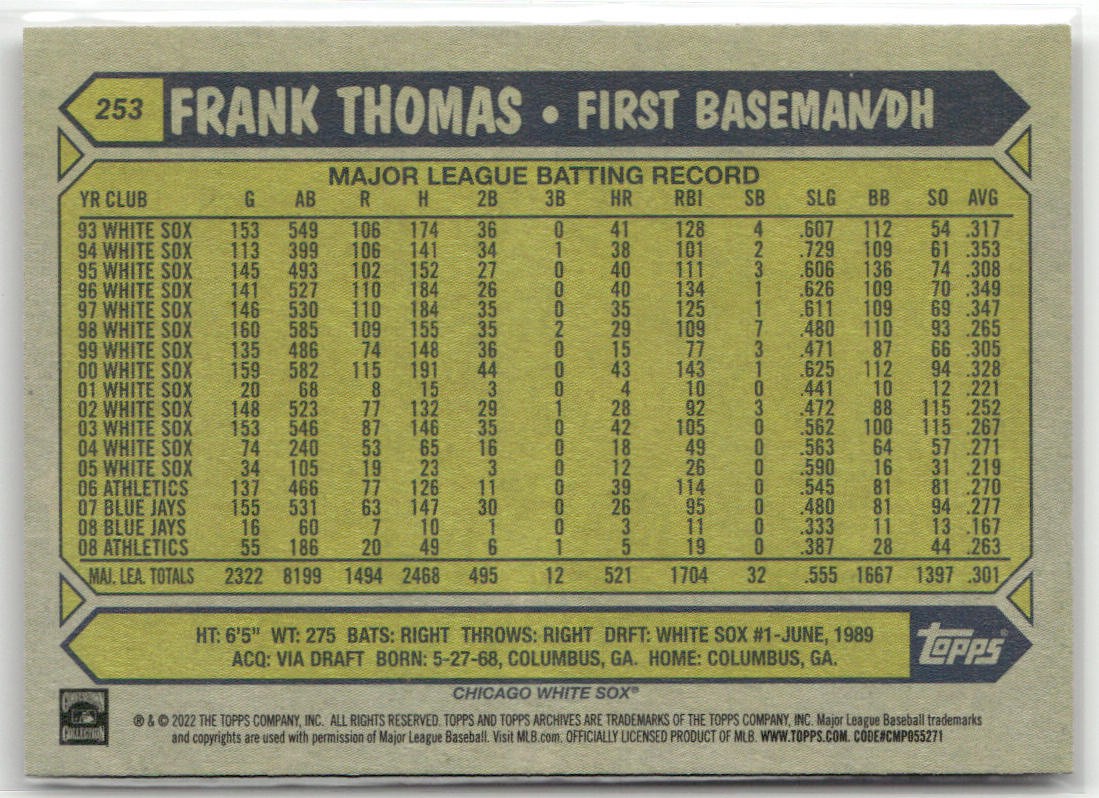 253 FRANK THOMAS • FIRST BASEMAN/DH
MAJOR LEAGUE BATTING RECORD
YR CLUB G AB R H 2B 3B HR RBI SB SLG BB SO AVG
93 WHITE SOX 153 549 106 174 36 0 41 128 4 .607 112 54 .317
94 WHITE SOX 113 399 106 141 34 1 38 101 2 .729 109 61 .353
95 WHITE SOX 145 493 102 152 27 0 40 111 3 .606 136 74 .308
96 WHITE SOX 141 527 110 184 26 0 40 134 1 .626 109 70 .349
97 WHITE SOX 146 530 110 184 35 0 35 125 1 .611 109 69 .347
98 WHITE SOX 160 585 109 155 35 2 29 109 7 .480 110 93 .265
99 WHITE SOX 135 486 74 148 36 0 15 77 3 .471 87 66 .305
00 WHITE SOX 159 582 115 191 44 0 43 143 1 .625 112 94 .328
01 WHITE SOX 20 68 8 15 3 0 4 10 0 .441 10 12 .221
02 WHITE SOX 148 523 77 132 29 1 28 92 3 .472 88 115 .252
03 WHITE SOX 153 546 87 146 35 0 42 105 0 .562 100 115 .267
04 WHITE SOX 74 240 53 65 16 0 18 49 0 .563 64 57 .271
05 WHITE SOX 34 105 19 23 3 0 12 26 0 .590 16 31 .219
06 ATHLETICS 137 466 77 126 11 0 39 114 0 .545 81 81 .270
07 BLUE JAYS 155 531 63 147 30 0 26 95 0 .480 81 94 .277
08 BLUE JAYS 16 60 7 10 1 0 3 11 0 .333 11 13 .167
08 ATHLETICS 55 186 20 49 6 1 5 19 0 .387 28 44 .263
MAJ. LEA. TOTALS 2322 8199 1494 2468 495 12 521 1704 32 .555 1667 1397 .301
HT: 6'5" WT: 275 BATS: RIGHT THROWS: RIGHT DRFT: WHITE SOX #1-JUNE, 1989
ACQ: VIA DRAFT BORN: 5-27-68, COLUMBUS, GA. HOME: COLUMBUS, GA.
topps®
CHICAGO WHITE SOX®
COOPERSTOWN
COLLECTION
® & © 2022 THE TOPPS COMPANY, INC. ALL RIGHTS RESERVED. TOPPS AND TOPPS ARCHIVES ARE TRADEMARKS OF THE TOPPS COMPANY, INC. Major League Baseball trademarks
and copyrights are used with permission of Major League Baseball. Visit MLB.com. OFFICIALLY LICENSED PRODUCT OF MLB. WWW.TOPPS.COM. CODE#CMP055271